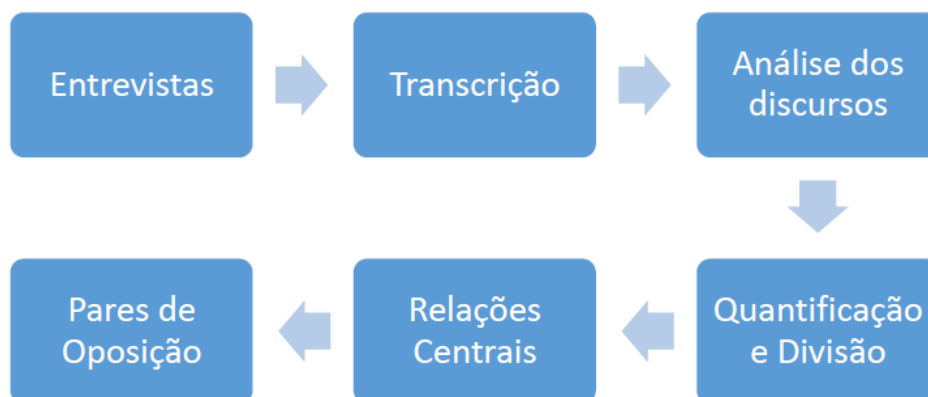 Entrevistas
Transcrição
Análise dos
discursos
Quantificação
e Divisão
Relações
Centrais
Pares de
Oposição